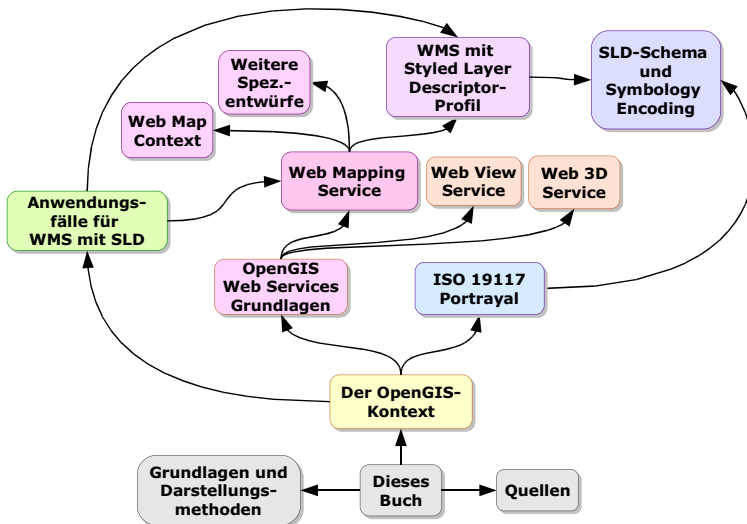 Weitere
Spez.-
entwürfe
WMS mit
Styled Layer
Descriptor-
Profil
SLD-Schema
und
Symbology
Encoding
Web Map
Context
Web Mapping
Service
Web View
Service
Web 3D
Service
Anwendungs-
fälle für
WMS mit SLD
OpenGIS
Web Services
Grundlagen
ISO 19117
Portrayal
Der OpenGIS-
Kontext
Grundlagen und
Darstellungs-
methoden
Dieses
Buch
Quellen